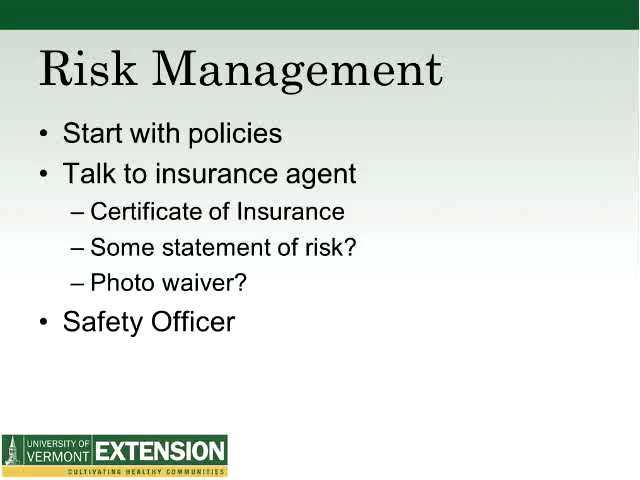 Risk Management
• Start with policies
• Talk to insurance agent
– Certificate of Insurance
– Some statement of risk?
– Photo waiver?
• Safety Officer
UNIVERSITY OF
VERMONT EXTENSION
CULTIVATING HEALTHY COMMUNITIES